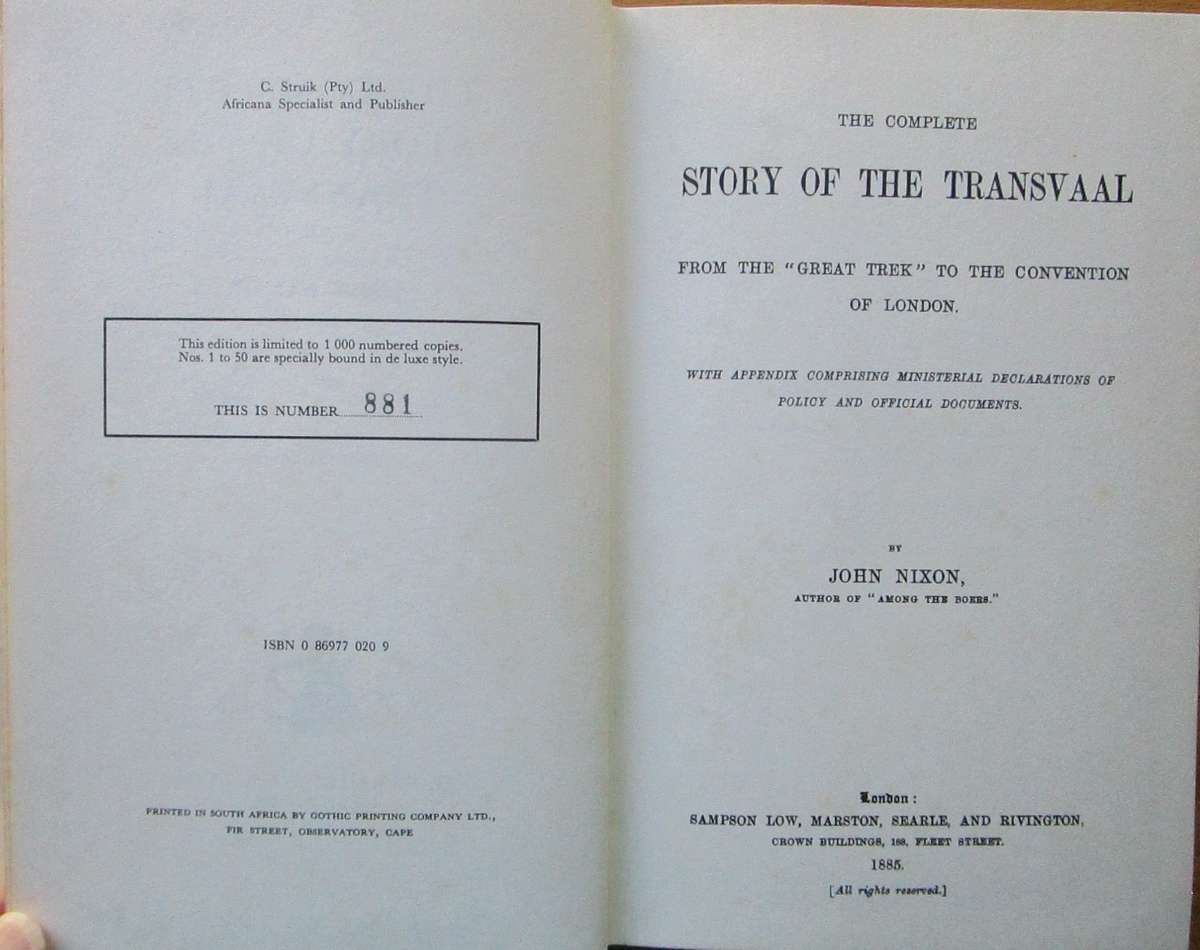 C. Struik (Pty) Ltd.
Africana Specialist and Publisher
This edition is limited to 1 000 numbered copies.
Nos. 1 to 50 are specially bound in de luxe style.
THIS IS NUMBER 881
ISBN 0 86977 020 9
PRINTED IN SOUTH AFRICA BY GOTHIC PRINTING COMPANY LTD.,
FIR STREET, OBSERVATORY, CAPE
THE COMPLETE
STORY OF THE TRANSVAAL
FROM THE "GREAT TREK" TO THE CONVENTION
OF LONDON.
WITH APPENDIX COMPRISING MINISTERIAL DECLARATIONS OF
POLICY AND OFFICIAL DOCUMENTS.
BY
JOHN NIXON,
AUTHOR OF "AMONG THE BOERS."
London:
SAMPSON LOW, MARSTON, SEARLE, AND RIVINGTON,
CROWN BUILDINGS, 188, FLEET STREET.
1885.
[All rights reserved.]